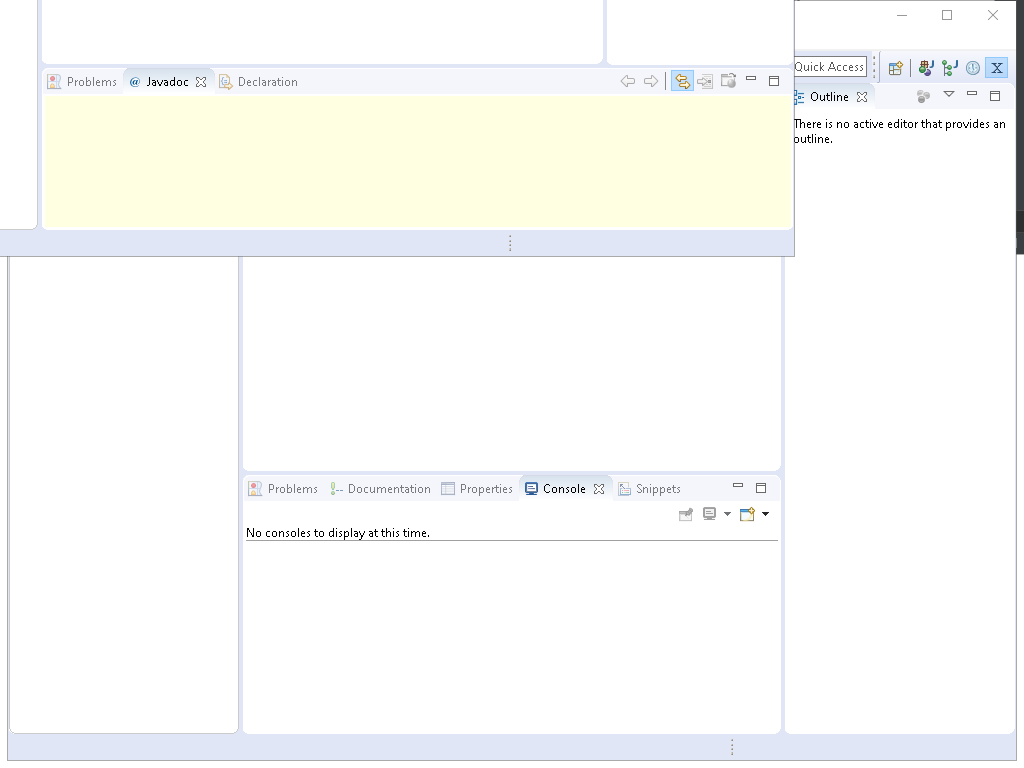 Problems
@ Javadoc
Declaration
Quick Access
X
Outline
There is no active editor that provides an
outline.
Problems
Documentation
Properties
Console
Snippets
No consoles to display at this time.